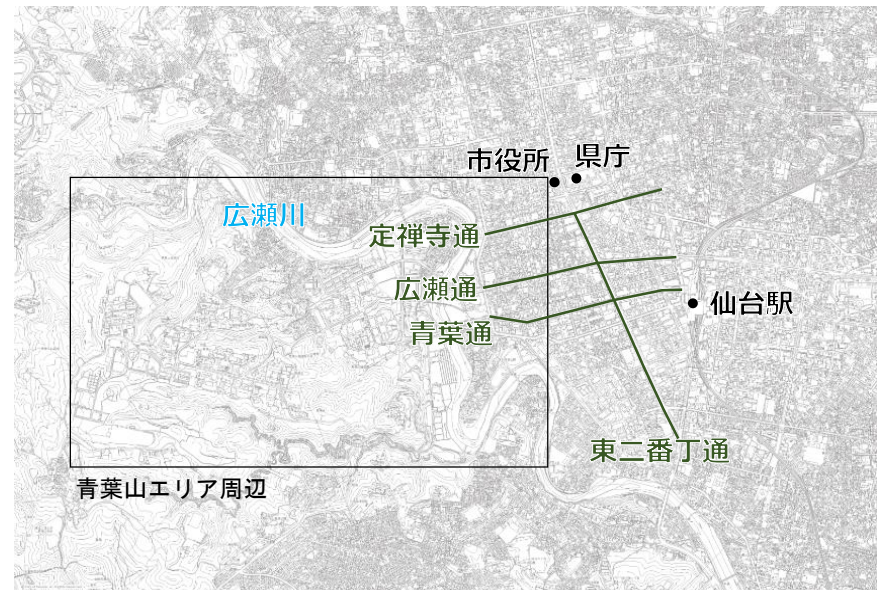 市役所
県庁
広瀬川
定禅寺通
広瀬通
仙台駅
青葉通
東二番丁通
青葉山エリア周辺